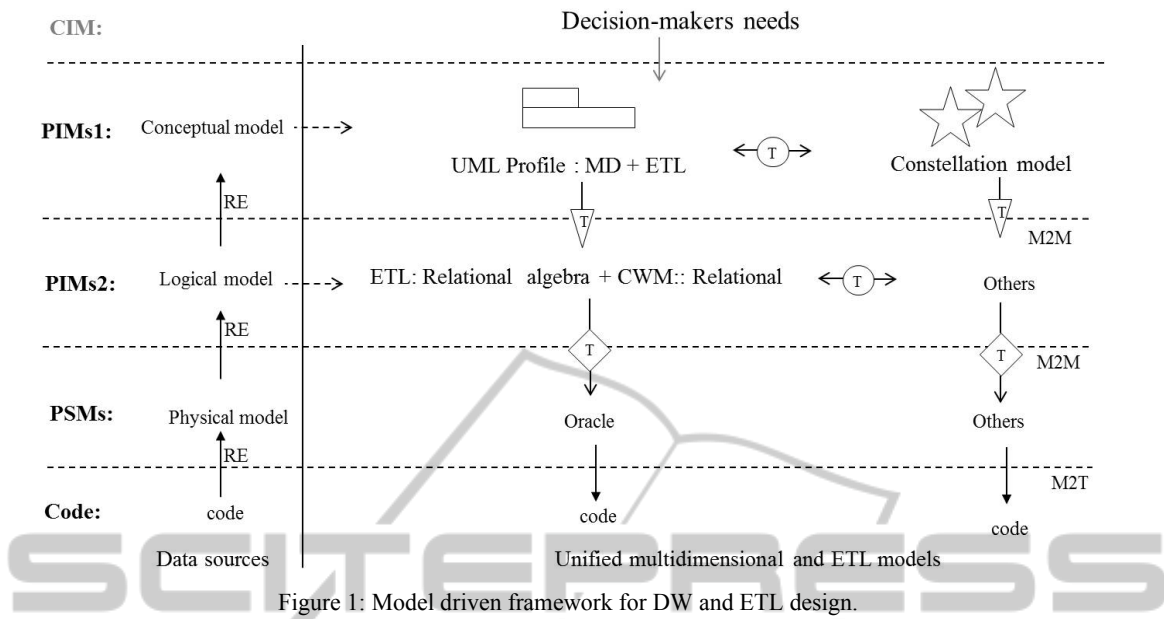 CIM:
Decision-makers needs
PIMs1:
Conceptual model
T
UML Profile : MD + ETL
Constellation model
RE
T
T
M2M
PIMs2:
Logical model
ETL: Relational algebra + CWM:: Relational
T
Others
RE
T
T
M2M
PSMs:
Physical model
Oracle
Others
RE
M2T
Code:
code
code
code
Data sources
Unified multidimensional and ETL models
SCITEPRESS
Figure 1: Model driven framework for DW and ETL design.